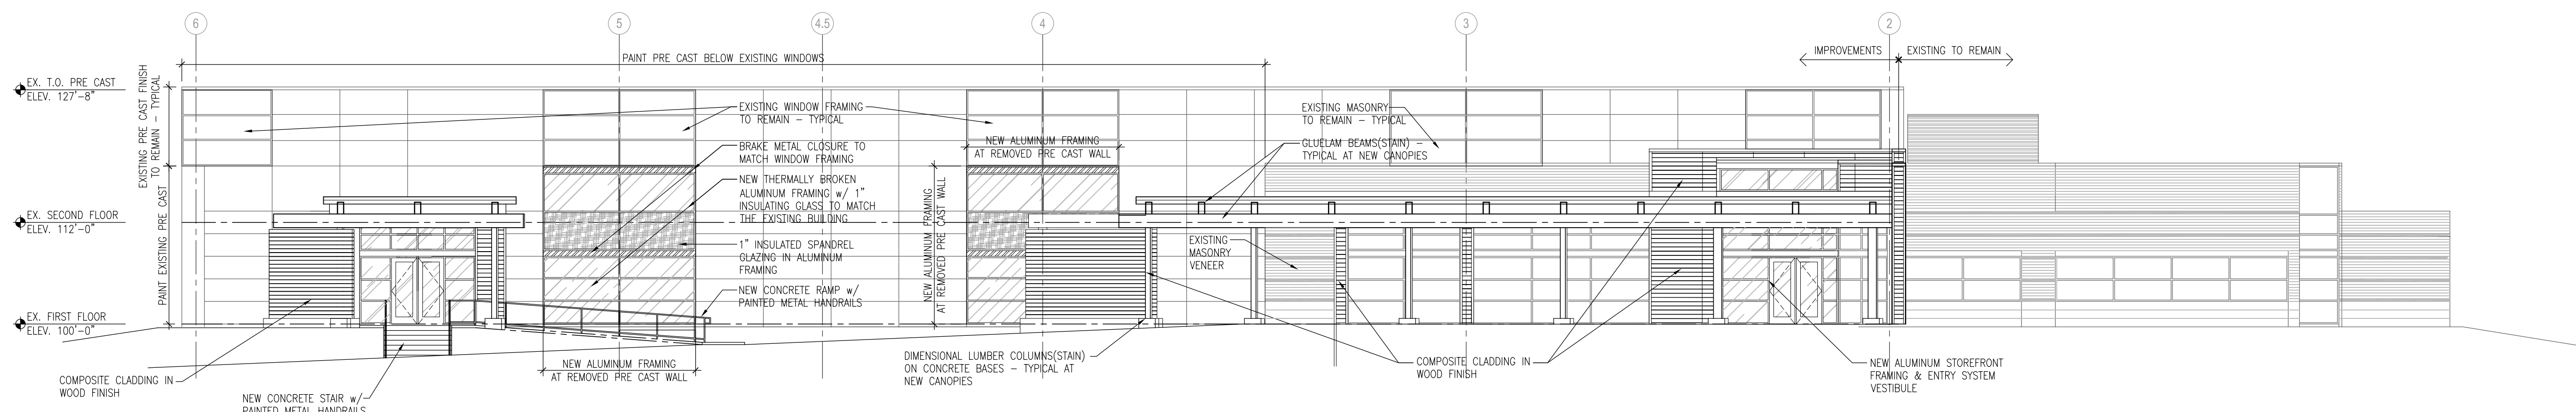 6
5
4.5
4
3
2
PAINT PRE CAST BELOW EXISTING WINDOWS
IMPROVEMENTS
EXISTING TO REMAIN
EX. T.O. PRE CAST
ELEV. 127'-8"
EXISTING PRE CAST FINISH
TO REMAIN - TYPICAL
EXISTING WINDOW FRAMING
TO REMAIN - TYPICAL
EXISTING MASONRY
TO REMAIN - TYPICAL
NEW ALUMINUM FRAMING
AT REMOVED PRE CAST WALL
GLUELAM BEAMS(STAIN) -
TYPICAL AT NEW CANOPIES
BRAKE METAL CLOSURE TO
MATCH WINDOW FRAMING
NEW THERMALLY BROKEN
ALUMINUM FRAMING w/ 1"
INSULATING GLASS TO MATCH
THE EXISTING BUILDING
PAINT EXISTING PRE CAST
EX. SECOND FLOOR
ELEV. 112'-0"
NEW ALUMINUM FRAMING
AT REMOVED PRE CAST WALL
1" INSULATED SPANDREL
GLAZING IN ALUMINUM
FRAMING
EXISTING
MASONRY
VENEER
NEW CONCRETE RAMP w/
PAINTED METAL HANDRAILS
EX. FIRST FLOOR
ELEV. 100'-0"
NEW ALUMINUM FRAMING
AT REMOVED PRE CAST WALL
DIMENSIONAL LUMBER COLUMNS(STAIN)
ON CONCRETE BASES - TYPICAL AT
NEW CANOPIES
COMPOSITE CLADDING IN
WOOD FINISH
NEW ALUMINUM STOREFRONT
FRAMING & ENTRY SYSTEM
VESTIBULE
COMPOSITE CLADDING IN
WOOD FINISH
NEW CONCRETE STAIR w/
PAINTED METAL HANDRAILS